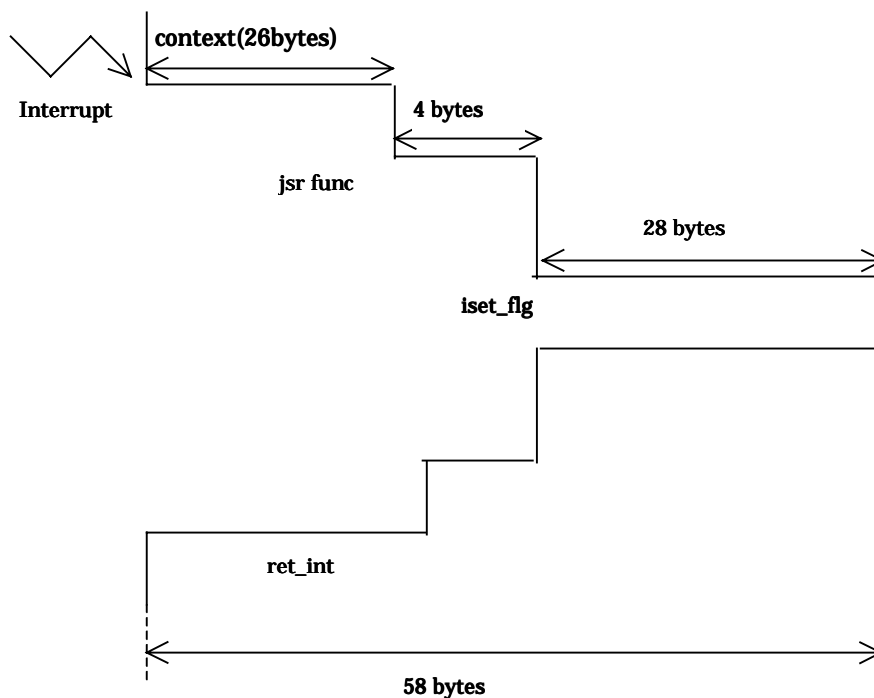 context(26bytes)
Interrupt
4 bytes
jsr func
28 bytes
iset_flg
ret_int
58 bytes